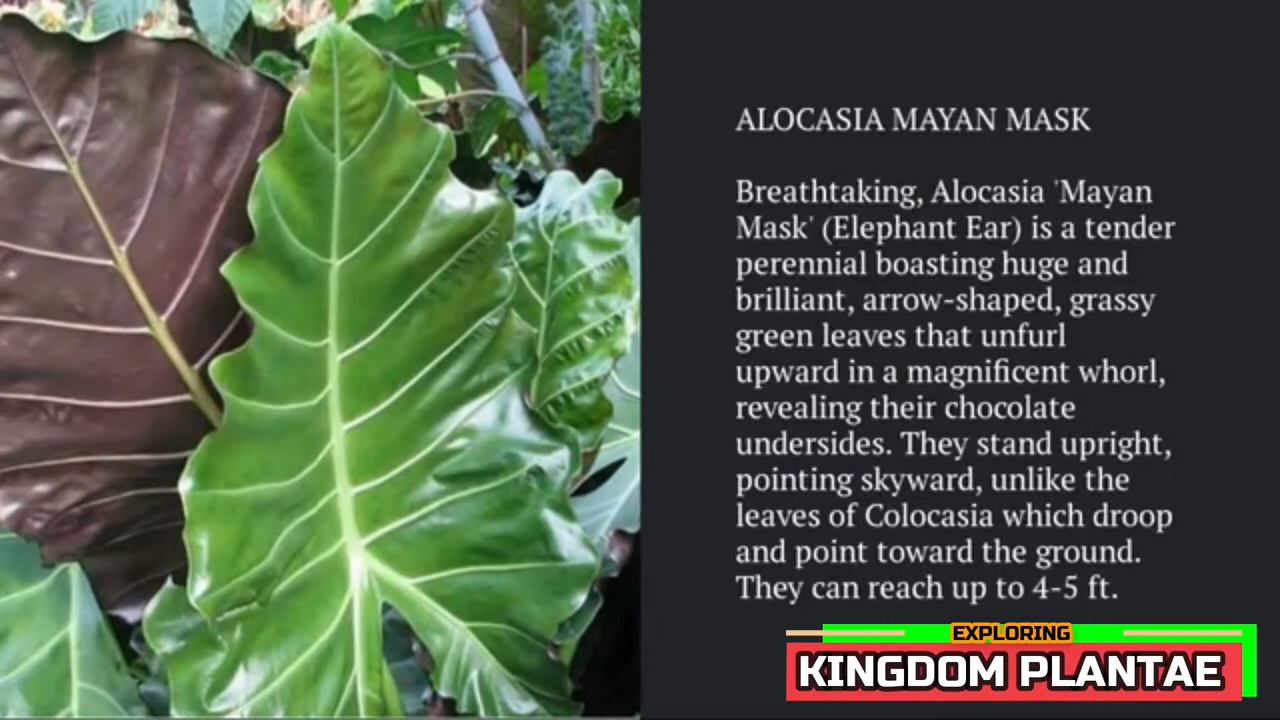 ALOCASIA MAYAN MASK
Breathtaking, Alocasia 'Mayan
Mask' (Elephant Ear) is a tender
perennial boasting huge and
brilliant, arrow-shaped, grassy
green leaves that unfurl
upward in a magnificent whorl,
revealing their chocolate
undersides. They stand upright,
pointing skyward, unlike the
leaves of Colocasia which droop
and point toward the ground.
They can reach up to 4-5 ft.
EXPLORING
KINGDOM PLANTAE